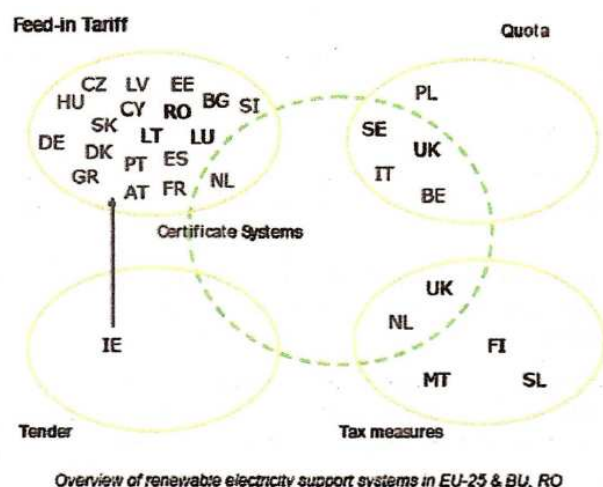 Feed-in Tariff
Quota
CZ LV EE
HU CY RO BG SI
SK LT LU
DE DK PT ES
GR AT FR NL
PL
SE
UK
IT
BE
Certificate Systems
UK
NL
IE
FI
MT SL
Tender
Tax measures
Overview of renewable electricity support systems in EU-25 & BU, RO